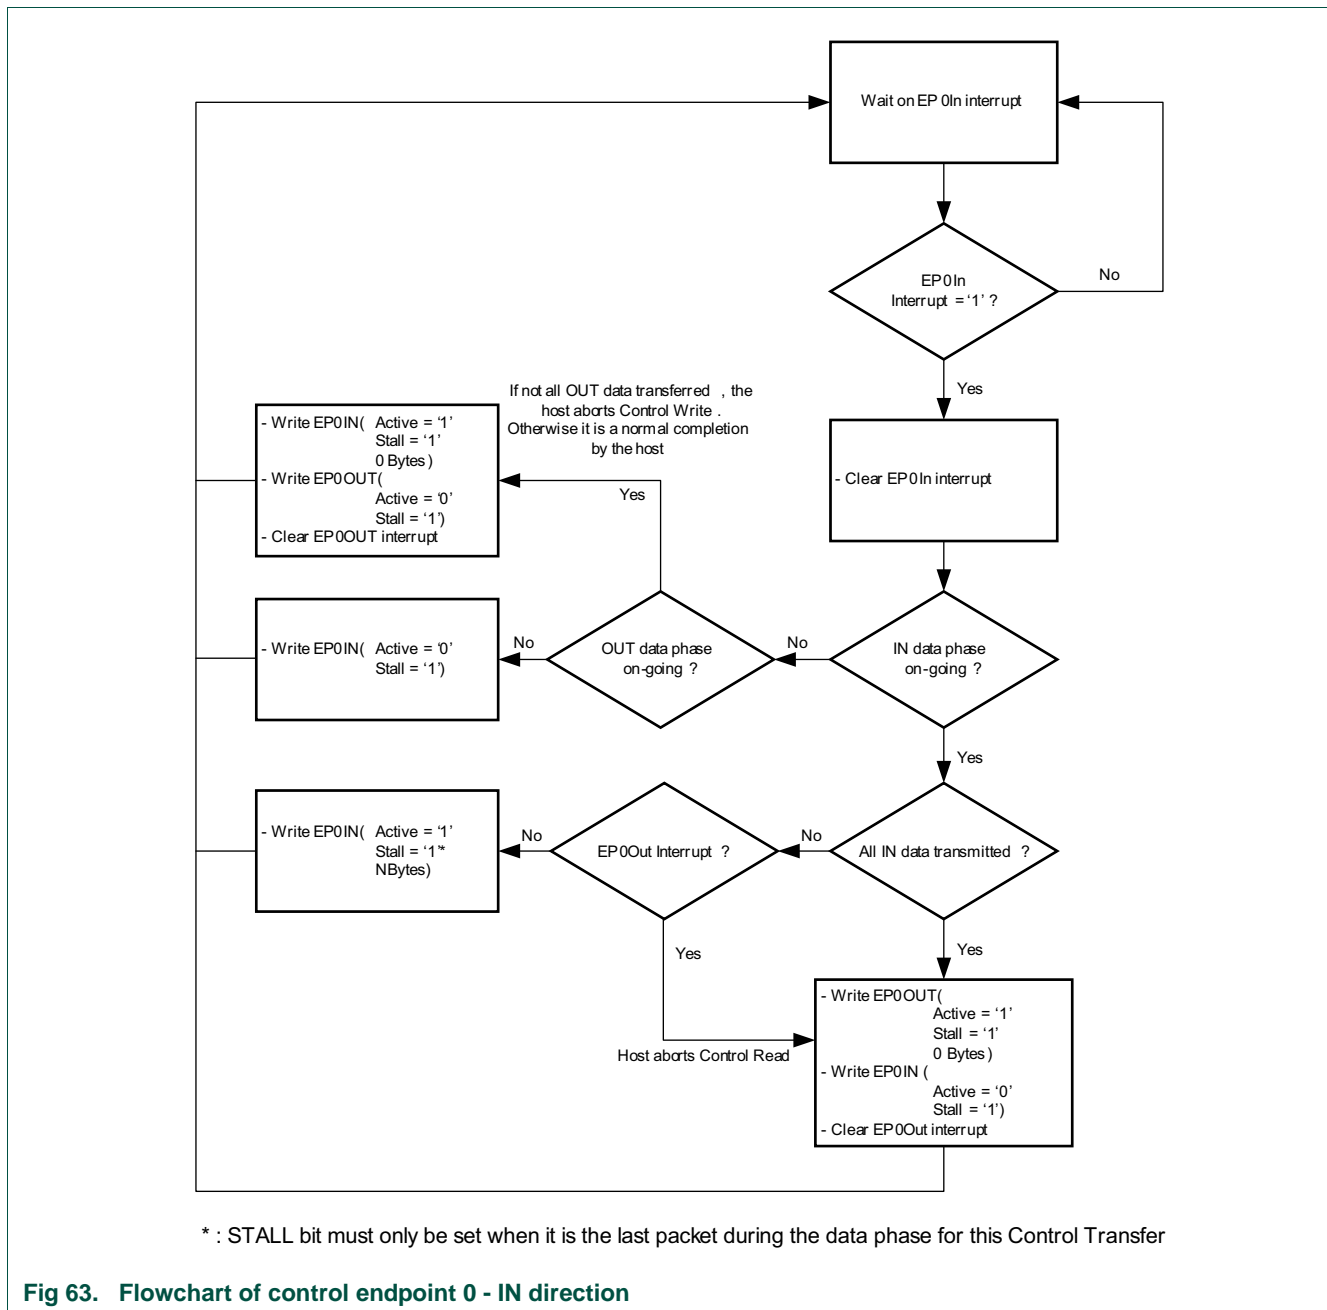 Wait on EP 0In interrupt
EP0In
Interrupt = ‘1’ ?
No
Yes
If not all OUT data transferred , the
host aborts Control Write .
Otherwise it is a normal completion
by the host
- Write EP0IN( Active = ‘1’
Stall = ‘1’
0 Bytes)
- Write EP0OUT(
Active = ‘0’
Stall = ‘1’)
- Clear EP0OUT interrupt
Yes
- Clear EP0In interrupt
- Write EP0IN( Active = ‘0’
Stall = ‘1’)
No
OUT data phase
on-going ?
No
IN data phase
on-going ?
Yes
- Write EP0IN( Active = ‘1’
Stall = ‘1’*
NBytes)
No
EP0Out Interrupt ?
No
All IN data transmitted ?
Yes
Yes
Host aborts Control Read
- Write EP0OUT(
Active = ‘1’
Stall = ‘1’
0 Bytes)
- Write EP0IN (
Active = ‘0’
Stall = ‘1’)
- Clear EP0Out interrupt
* : STALL bit must only be set when it is the last packet during the data phase for this Control Transfer
Fig 63. Flowchart of control endpoint 0 - IN direction